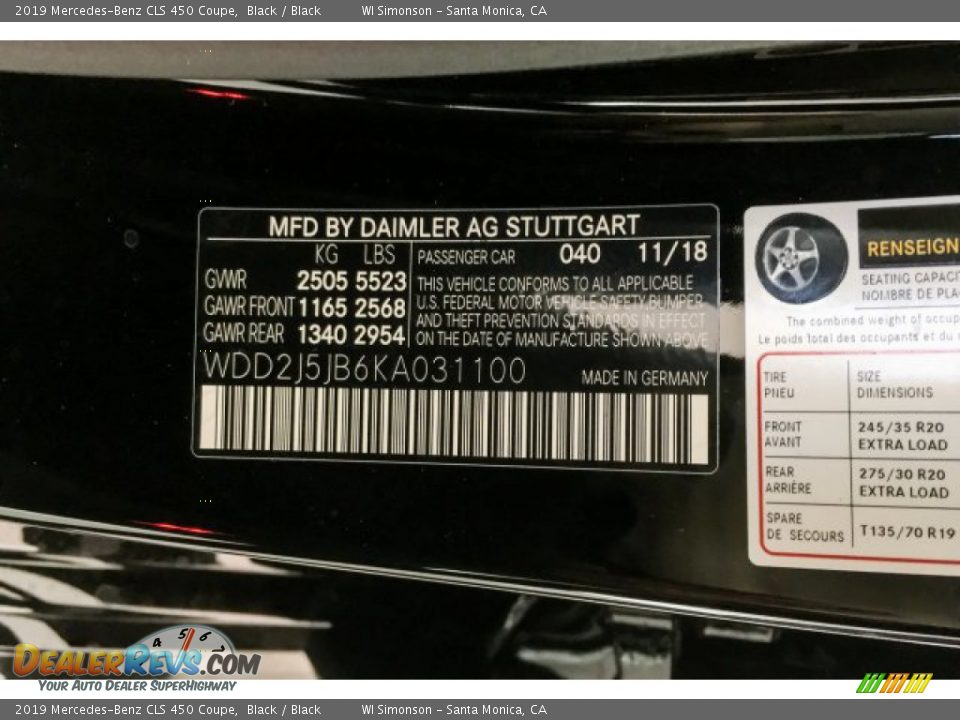 2019 Mercedes-Benz CLS 450 Coupe, Black / Black WI Simonson - Santa Monica, CA
MFD BY DAIMLER AG STUTTGART
KG LBS
GVWR 2505 5523
GAWR FRONT 1165 2568
GAWR REAR 1340 2954
PASSENGER CAR 040 11/18
THIS VEHICLE CONFORMS TO ALL APPLICABLE
U.S. FEDERAL MOTOR VEHICLE SAFETY BUMPER
AND THEFT PREVENTION STANDARDS IN EFFECT
ON THE DATE OF MANUFACTURE SHOWN ABOVE
WDD2J5JB6KA031100
MADE IN GERMANY
RENSEIGN
SEATING CAPACIT
NOMBRE DE PLA
The combined weight of occup
Le poids total des occupants et du
TIRE SIZE
PNEU DIMENSIONS
FRONT 245/35 R20
AVANT EXTRA LOAD
REAR 275/30 R20
ARRIÈRE EXTRA LOAD
SPARE
DE SECOURS T135/70 R19
4 5 6
DEALERREVS.COM
YOUR AUTO DEALER SUPERHIGHWAY
2019 Mercedes-Benz CLS 450 Coupe, Black / Black WI Simonson - Santa Monica, CA